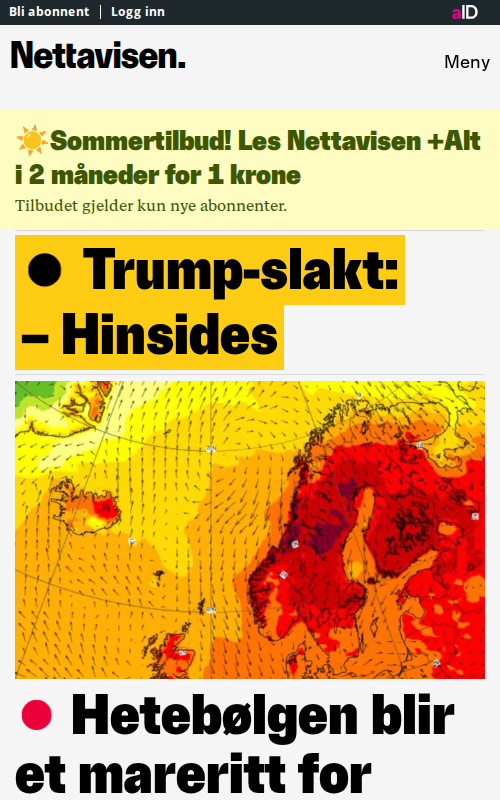 Bli abonnent | Logg inn
aID
Nettavisen.
Meny
☀️Sommertilbud! Les Nettavisen +Alt
i 2 måneder for 1 krone
Tilbudet gjelder kun nye abonnenter.
● Trump-slakt:
– Hinsides
● Hetebølgen blir
et mareritt for